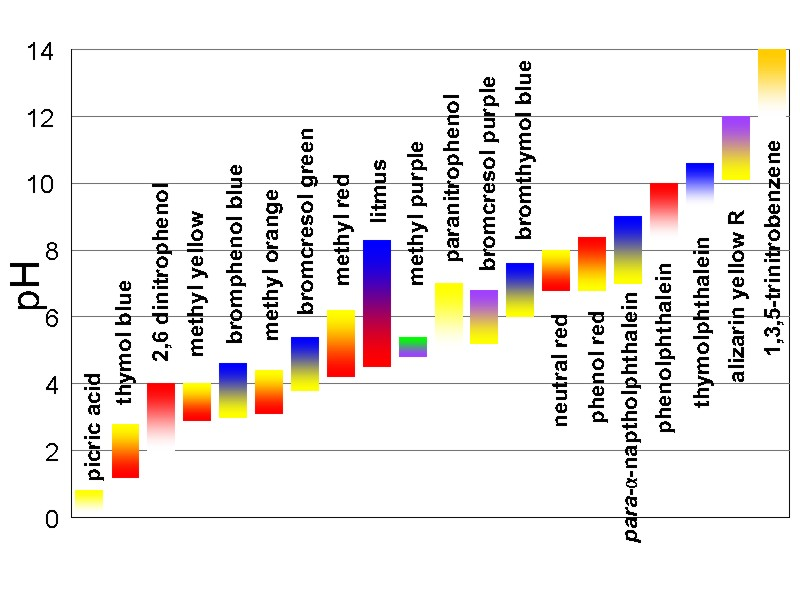 14
12
10
8
6
4
2
0
pH
picric acid
thymol blue
2,6 dinitrophenol
methyl yellow
bromphenol blue
methyl orange
bromcresol green
methyl red
litmus
methyl purple
paranitrophenol
bromcresol purple
bromthymol blue
neutral red
phenol red
para-α-naptholphthalein
phenolphthalein
thymolphthalein
alizarin yellow R
1,3,5-trinitrobenzene